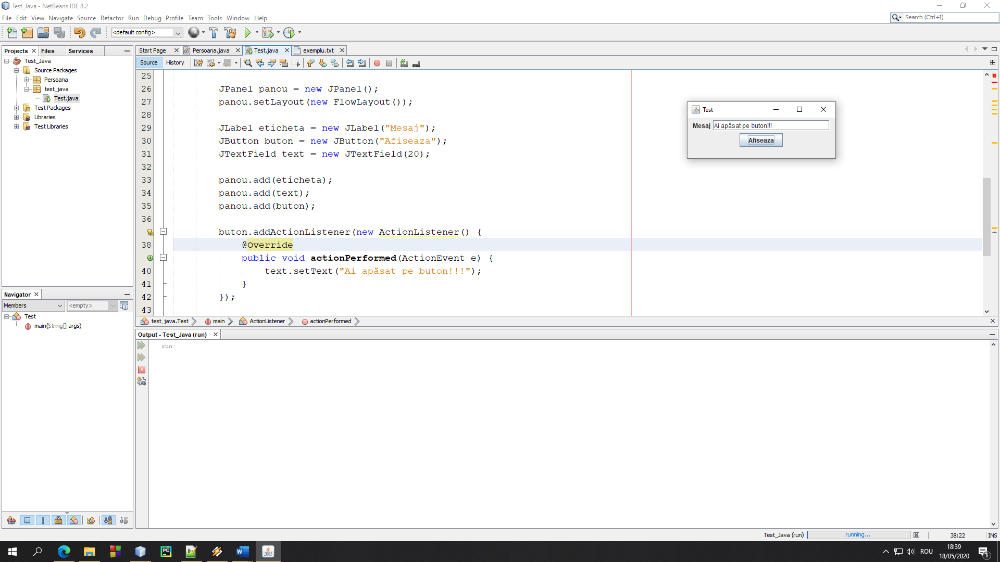 Test_Java - NetBeans IDE 8.2
File Edit View Navigate Source Refactor Run Debug Profile Team Tools Window Help
Search (Ctrl+I)
<default config>
Projects Files Services
Test_Java
Source Packages
Persoana
test_java
Test.java
Test Packages
Libraries
Test Libraries
Start Page Persoana.java Test.java exemplu.txt
Source History
25
26 JPanel panou = new JPanel();
27 panou.setLayout(new FlowLayout());
28
29 JLabel eticheta = new JLabel("Mesaj");
30 JButton buton = new JButton("Afiseaza");
31 JTextField text = new JTextField(20);
32
33 panou.add(eticheta);
34 panou.add(text);
35 panou.add(buton);
36
buton.addActionListener(new ActionListener() {
38 @Override
public void actionPerformed(ActionEvent e) {
40 text.setText("Ai apăsat pe buton!!!");
41 }
42 });
43
Test
Mesaj Ai apăsat pe buton!!!
Afiseaza
test_java.Test main ActionListener actionPerformed
Navigator
Members <empty>
Test
main(String[] args)
Output - Test_Java (run)
run:
Test_Java (run) running... 38:22 INS
ROU
18:39
18/05/2020
1